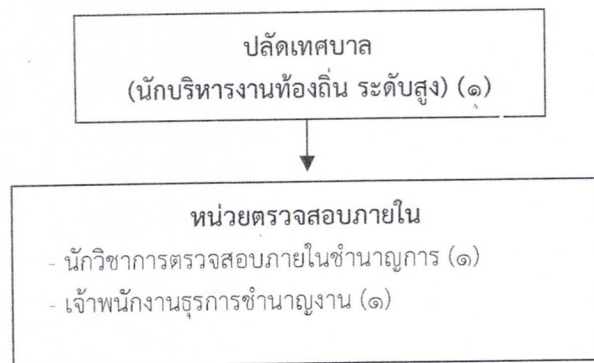 ปลัดเทศบาล
(นักบริหารงานท้องถิ่น ระดับสูง) (๑)
หน่วยตรวจสอบภายใน
- นักวิชาการตรวจสอบภายในชำนาญการ (๑)
- เจ้าพนักงานธุรการชำนาญงาน (๑)